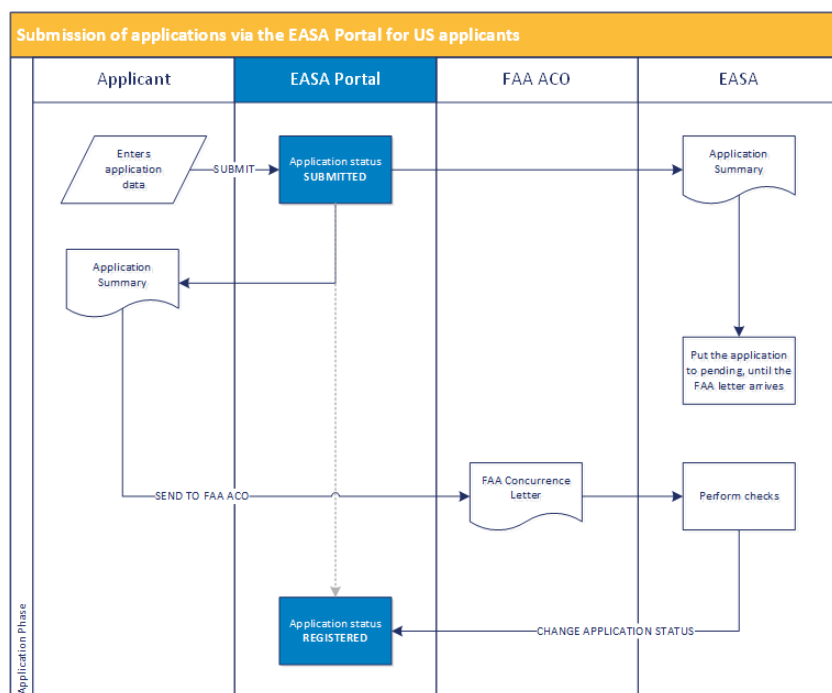 Submission of applications via the EASA Portal for US applicants
Applicant
EASA Portal
FAA ACO
EASA
Enters
application
data
SUBMIT
Application status
SUBMITTED
Application
Summary
Application
Summary
Put the application
to pending, until the
FAA letter arrives
SEND TO FAA ACO
FAA Concurrence
Letter
Perform checks
Application status
REGISTERED
CHANGE APPLICATION STATUS
Application Phase